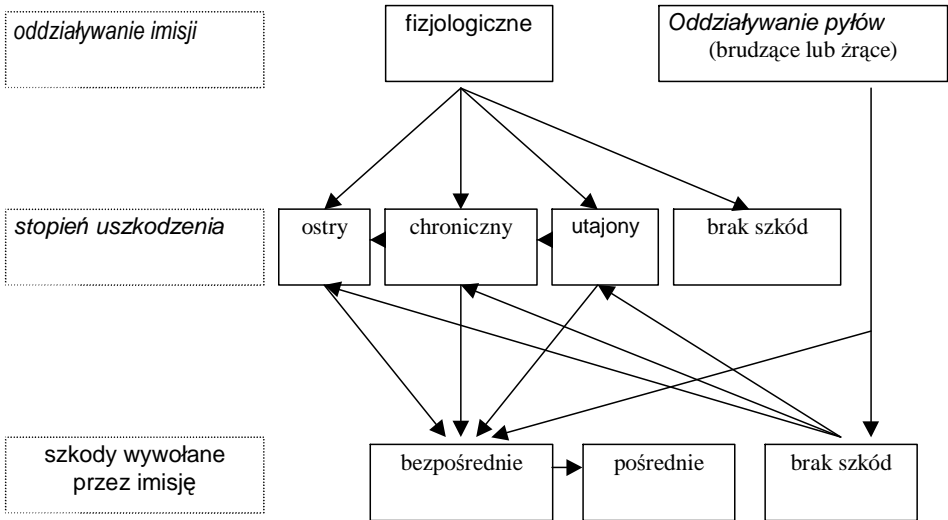 oddziaływanie imisji
fizjologiczne
Oddziaływanie pyłów
(brudzące lub żrące)
stopień uszkodzenia
ostry
chroniczny
utajony
brak szkód
szkody wywołane
przez imisję
bezpośrednie
pośrednie
brak szkód